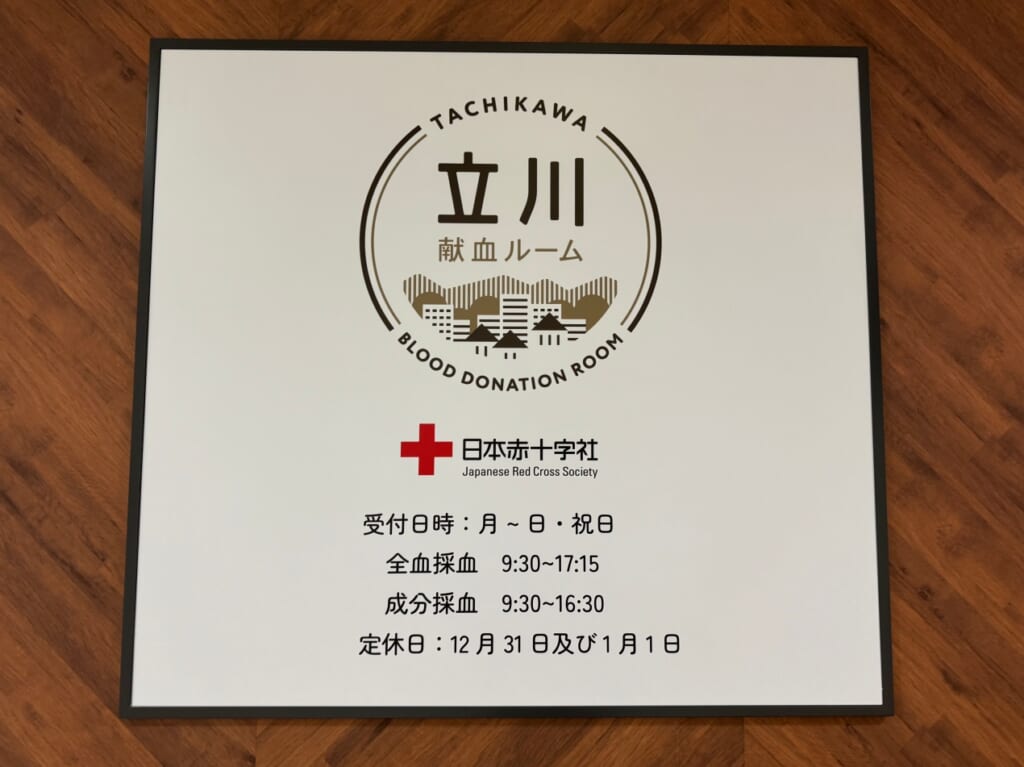 TACHIKAWA
立川
献血ルーム
BLOOD DONATION ROOM
日本赤十字社
Japanese Red Cross Society
受付日時：月～日・祝日
全血採血　9:30~17:15
成分採血　9:30~16:30
定休日：12月31日及び1月1日